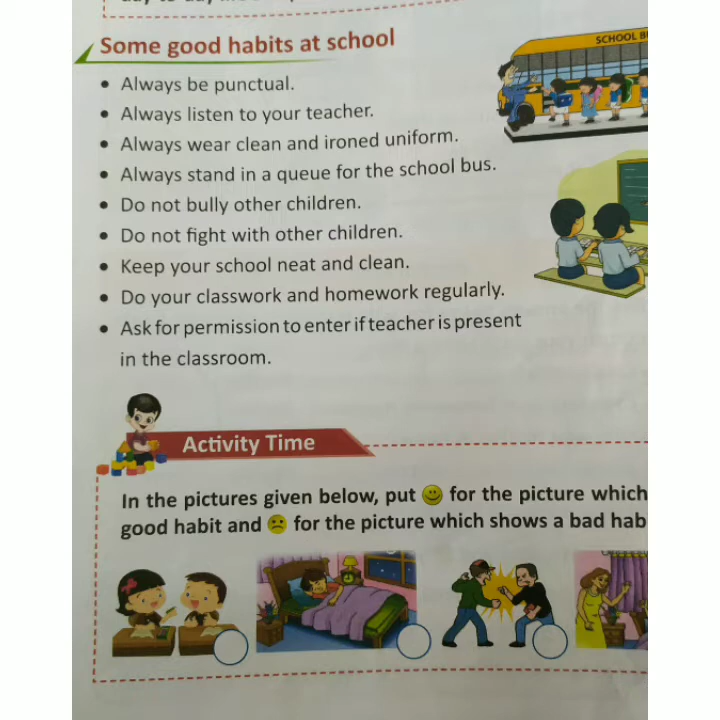 Some good habits at school
SCHOOL
• Always be punctual.
• Always listen to your teacher.
• Always wear clean and ironed uniform.
• Always stand in a queue for the school bus.
• Do not bully other children.
• Do not fight with other children.
• Keep your school neat and clean.
• Do your classwork and homework regularly.
• Ask for permission to enter if teacher is present
in the classroom.
Activity Time
In the pictures given below, put 😊 for the picture which
good habit and ☹ for the picture which shows a bad hab